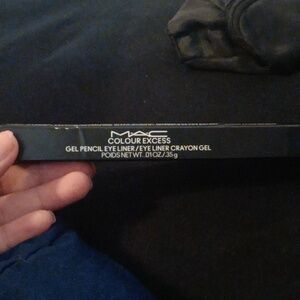 MAC
COLOUR EXCESS
GEL PENCIL EYE LINER/EYE LINER CRAYON GEL
POIDS NET WT. .01 OZ/.35 g